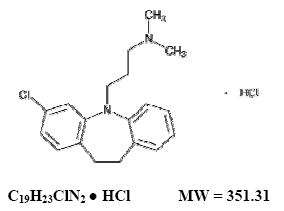 CH₃
N
CH₃
Cl
N
· HCl
C₁₉H₂₃ClN₂ ● HCl MW = 351.31